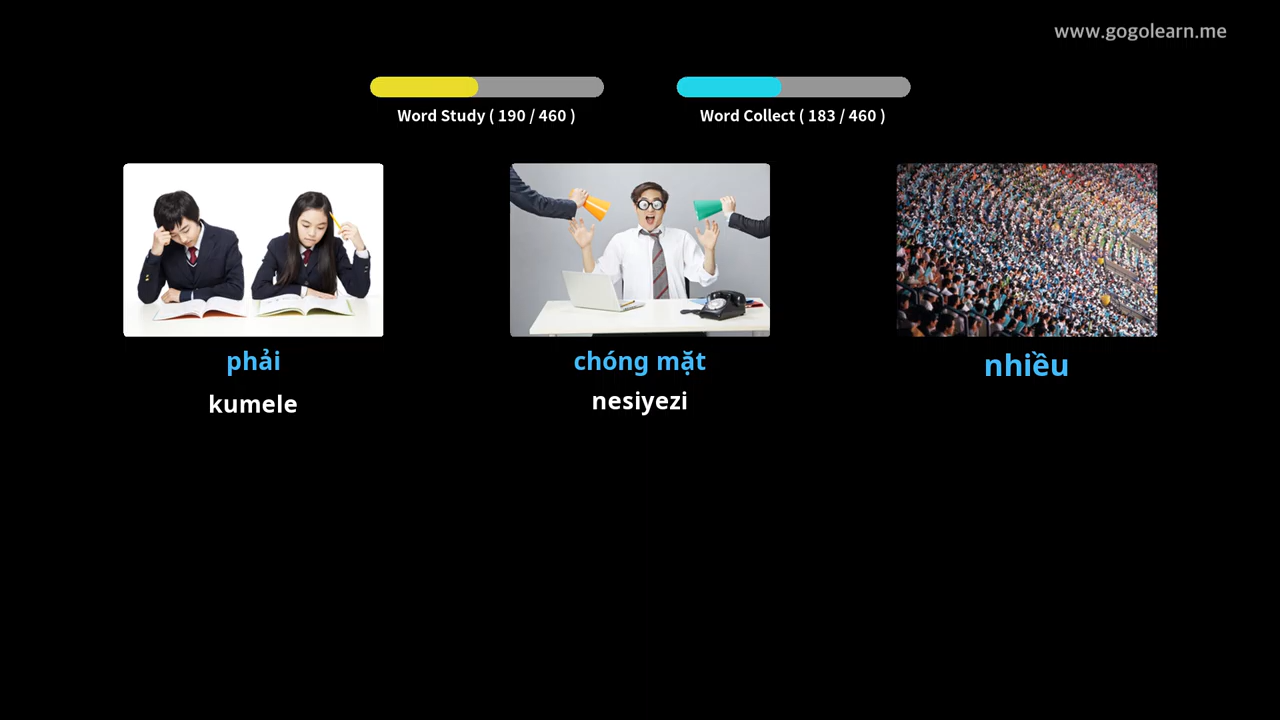 www.gogolearn.me
Word Study ( 190 / 460 )
Word Collect ( 183 / 460 )
phải
chóng mặt
nhiều
kumele
nesiyezi